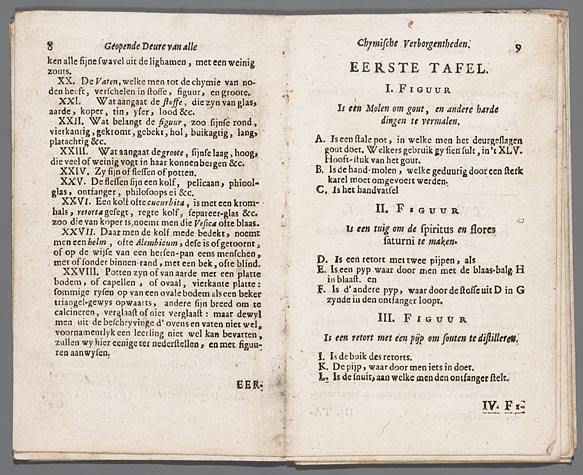 8 Geopende Deure van alle
ken alle sijne swavel uit de lighamen, met een weinig
zouts.
XX. De Vaten, welke men tot de chymie van no-
den heeft, verschelen in stoffe, figuur, en groote.
XXI. Wat aangaat de stoffe, die zyn van glas,
aarde, koper, tin, yser, lood &c.
XXII. Wat belangt de figuur, zoo sijnse rond,
vierkantig, gekromt, gebekt, hol, buikagtig, lang,
platachtig &c.
XXIII. Wat aangaat de groote, sijnse laag, hoog,
die veel of weinig vogt in haar konnen bergen &c.
XXIV. Zy sijn of flessen of potten.
XXV. De flessen sijn een kolf, pelicaan, phiool-
glas, ontfanger, philosoops ei &c.
XXVI. Een kolf ofte cucurbita, is met een krom-
hals, retorta gesegt, regte kolf, separeer-glas &c.
zoo die van koper is, noemt men die Vesica ofte blaas.
XXVII. Daar men de kolf mede bedekt, noemt
men een helm, ofte Alembicum, dese is of getoornt,
of op de wijse van een hersen-pan eens menschen,
met of sonder binnen-rand, met een bek, ofte blind.
XXVIII. Potten zyn of van aarde met een platte
bodem, of capellen, of ovaal, vierkante platte:
sommige rysen op van een ovale bodem als een beker
triangel-gewys opwaarts, andere sijn breed om te
calcineren, verglaast of niet verglaast: maar dewyl
men uit de beschryvinge d'ovens en vaten niet wel,
voornamentlyk een leerling niet wel kan bevarten,
zullen wy hier eenige ter nederstellen, en met figuu-
ren aanwysen.
EER-
Chymische Verborgentheden. 9
EERSTE TAFEL.
I. FIGUUR
Is een Molen om gout, en andere harde
dingen te vermalen.
A. Is een stale pot, in welke men het deurgeslagen
gout doet. Welkers gebruik gy sien sult, in 't XLV.
Hooft-stuk van het gout.
B. Is de hand-molen, welke geduurig door een sterk
karel moet omgevoert werden.
C. Is het handvatsel
II. FIGUUR
Is een tuig om de spiritus en flores
saturni te maken.
D. Is een retort met twee pijpen, als
E. Is een pyp waar door men met de blaas-balg H
in blaast. en
F. Is d'andere pyp, waar door de stoffe uit D in G
zynde in den ontfanger loopt.
III. FIGUUR
Is een retort met een pijp om souten te distilleren.
I. Is de buik des retorts.
K. De pijp, waar door men iets in doet.
L. Is de snuit, aan welke men den ontfanger stelt.
IV. FI-